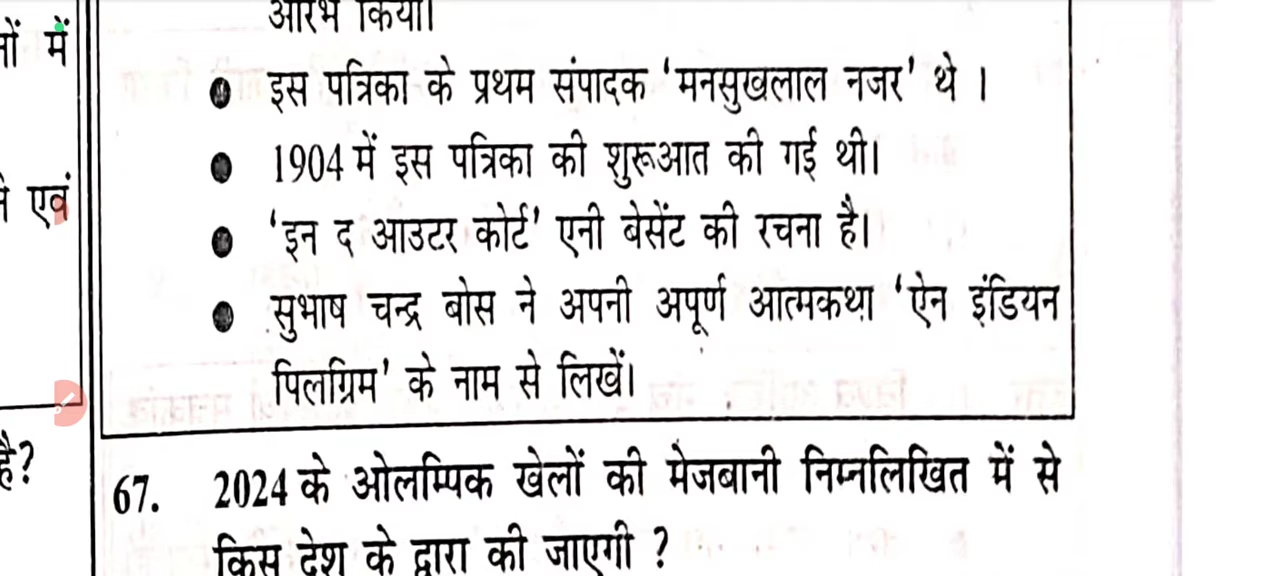 आरंभ किया।
नों में
• इस पत्रिका के प्रथम संपादक ‘मनसुखलाल नजर’ थे ।
• 1904 में इस पत्रिका की शुरूआत की गई थी।
एवं
• ‘इन द आउटर कोर्ट’ एनी बेसेंट की रचना है।
• सुभाष चन्द्र बोस ने अपनी अपूर्ण आत्मकथा ‘ऐन इंडियन
पिलग्रिम’ के नाम से लिखें।
है?
67. 2024 के ओलम्पिक खेलों की मेजबानी निम्नलिखित में से
किस देश के द्वारा की जाएगी ?